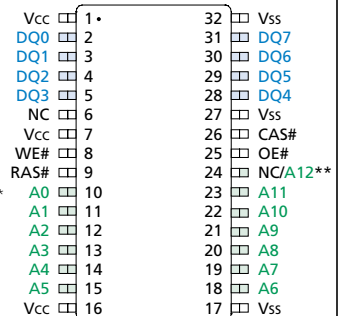 Vcc 1• 32 Vss
DQ0 2 31 DQ7
DQ1 3 30 DQ6
DQ2 4 29 DQ5
DQ3 5 28 DQ4
NC 6 27 Vss
Vcc 7 26 CAS#
WE# 8 25 OE#
RAS# 9 24 NC/A12**
* A0 10 23 A11
A1 11 22 A10
A2 12 21 A9
A3 13 20 A8
A4 14 19 A7
A5 15 18 A6
Vcc 16 17 Vss